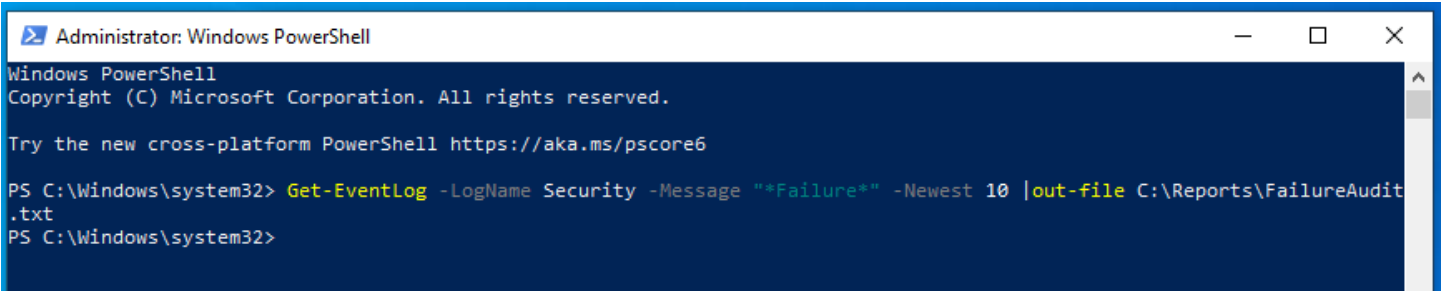 Administrator: Windows PowerShell
Windows PowerShell
Copyright (C) Microsoft Corporation. All rights reserved.
Try the new cross-platform PowerShell https://aka.ms/pscore6
PS C:\Windows\system32> Get-EventLog -LogName Security -Message "*Failure*" -Newest 10 |out-file C:\Reports\FailureAudit
.txt
PS C:\Windows\system32>